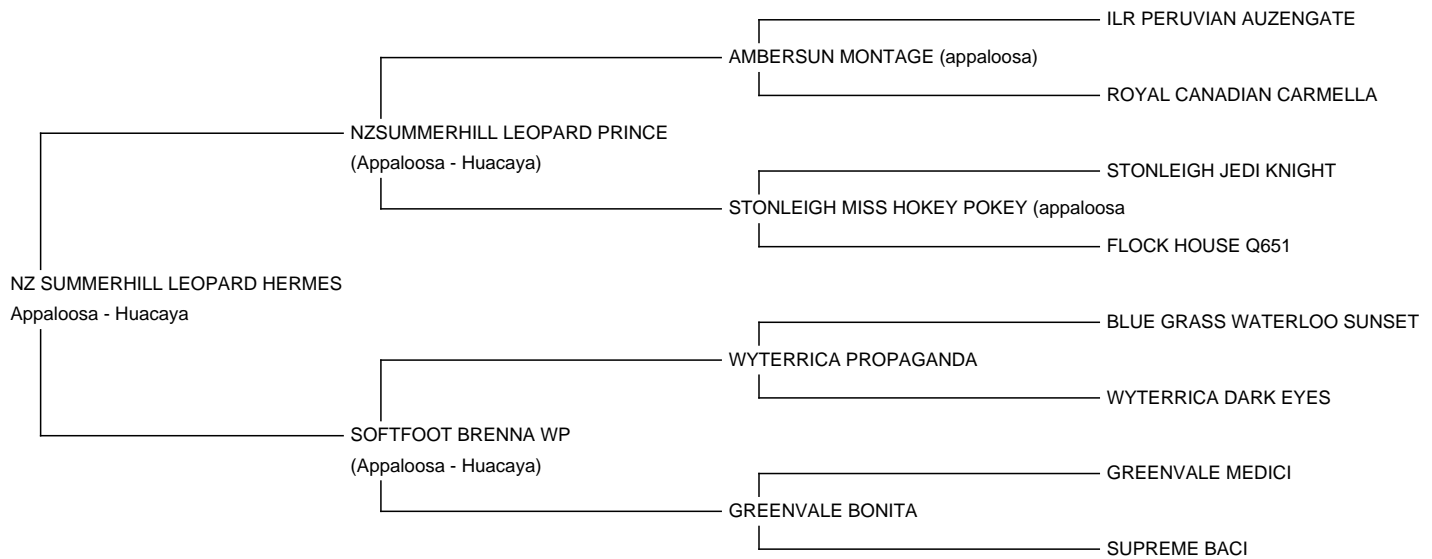 ILR PERUVIAN AUZENGATE
AMBERSUN MONTAGE (appaloosa)
ROYAL CANADIAN CARMELLA
NZSUMMERHILL LEOPARD PRINCE
(Appaloosa - Huacaya)
STONLEIGH JEDI KNIGHT
STONLEIGH MISS HOKEY POKEY (appaloosa
FLOCK HOUSE Q651
NZ SUMMERHILL LEOPARD HERMES
Appaloosa - Huacaya
BLUE GRASS WATERLOO SUNSET
WYTERRICA PROPAGANDA
WYTERRICA DARK EYES
SOFTFOOT BRENNA WP
(Appaloosa - Huacaya)
GREENVALE MEDICI
GREENVALE BONITA
SUPREME BACI